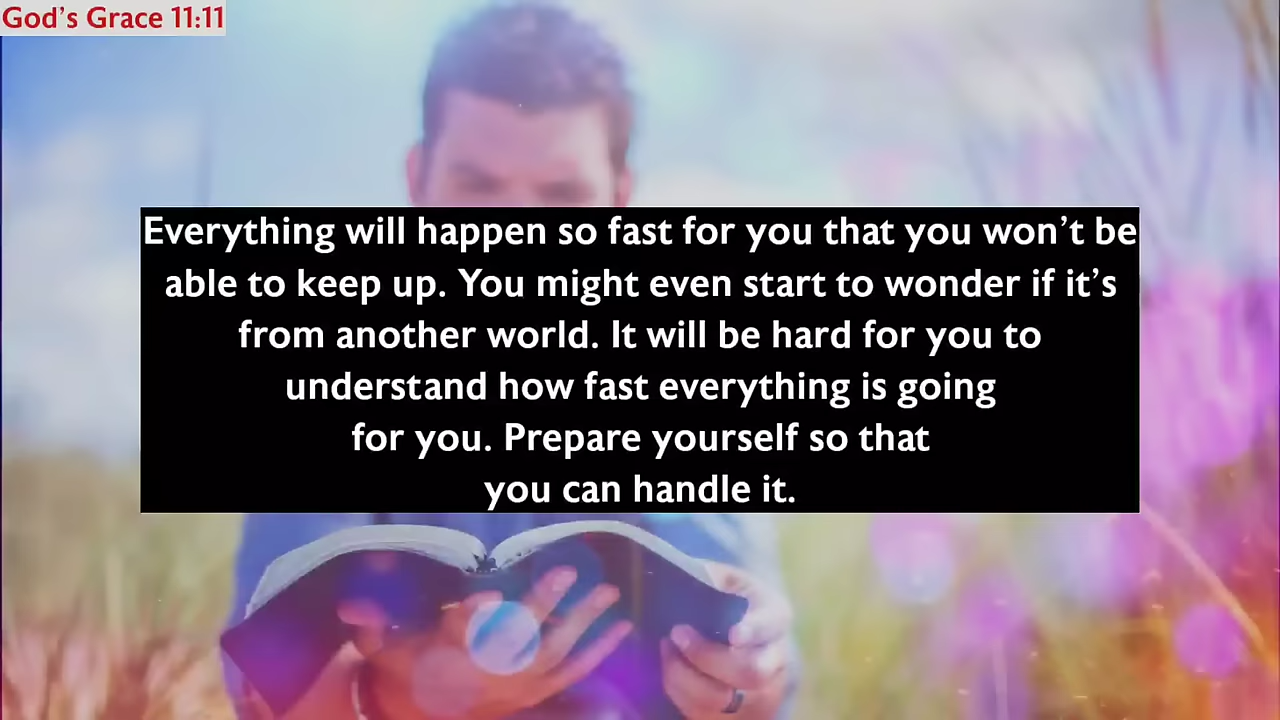 God’s Grace 11:11
Everything will happen so fast for you that you won’t be
able to keep up. You might even start to wonder if it’s
from another world. It will be hard for you to
understand how fast everything is going
for you. Prepare yourself so that
you can handle it.